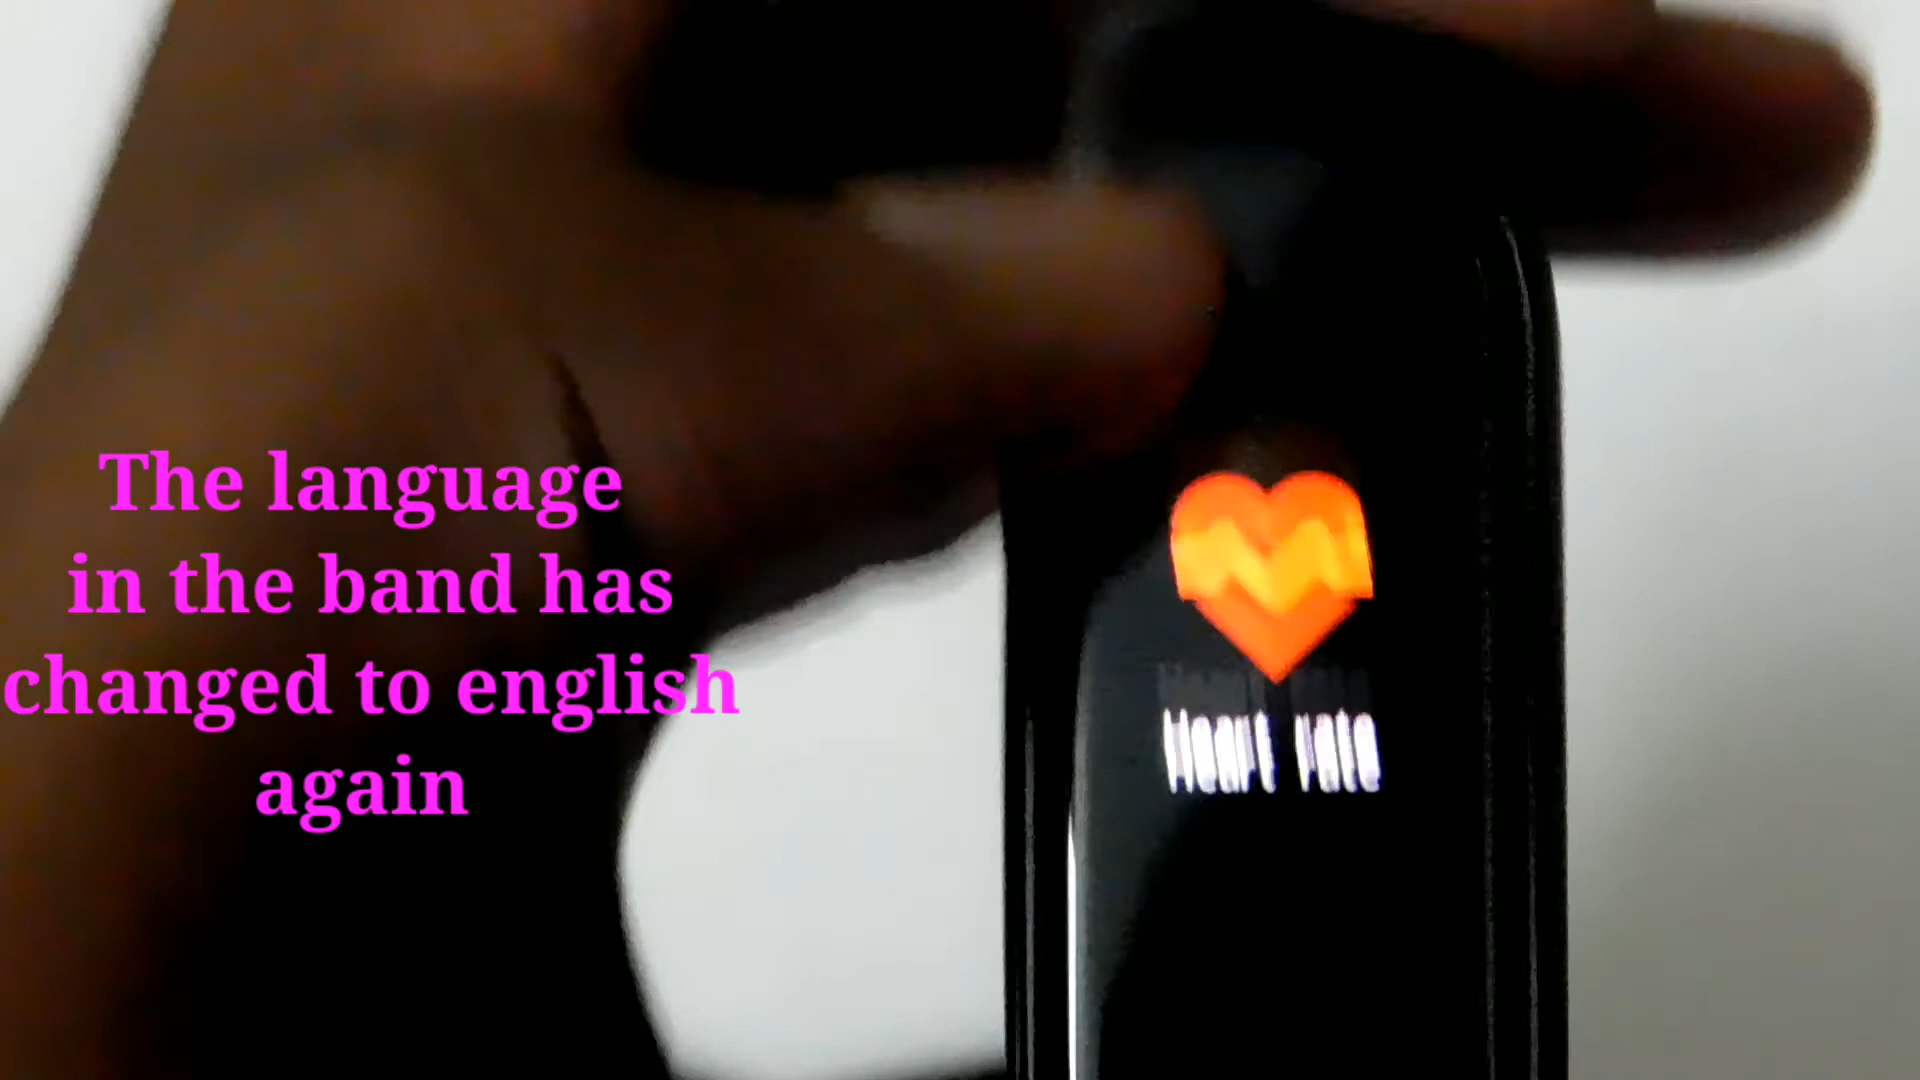 The language
in the band has
changed to english
again
Heart rate